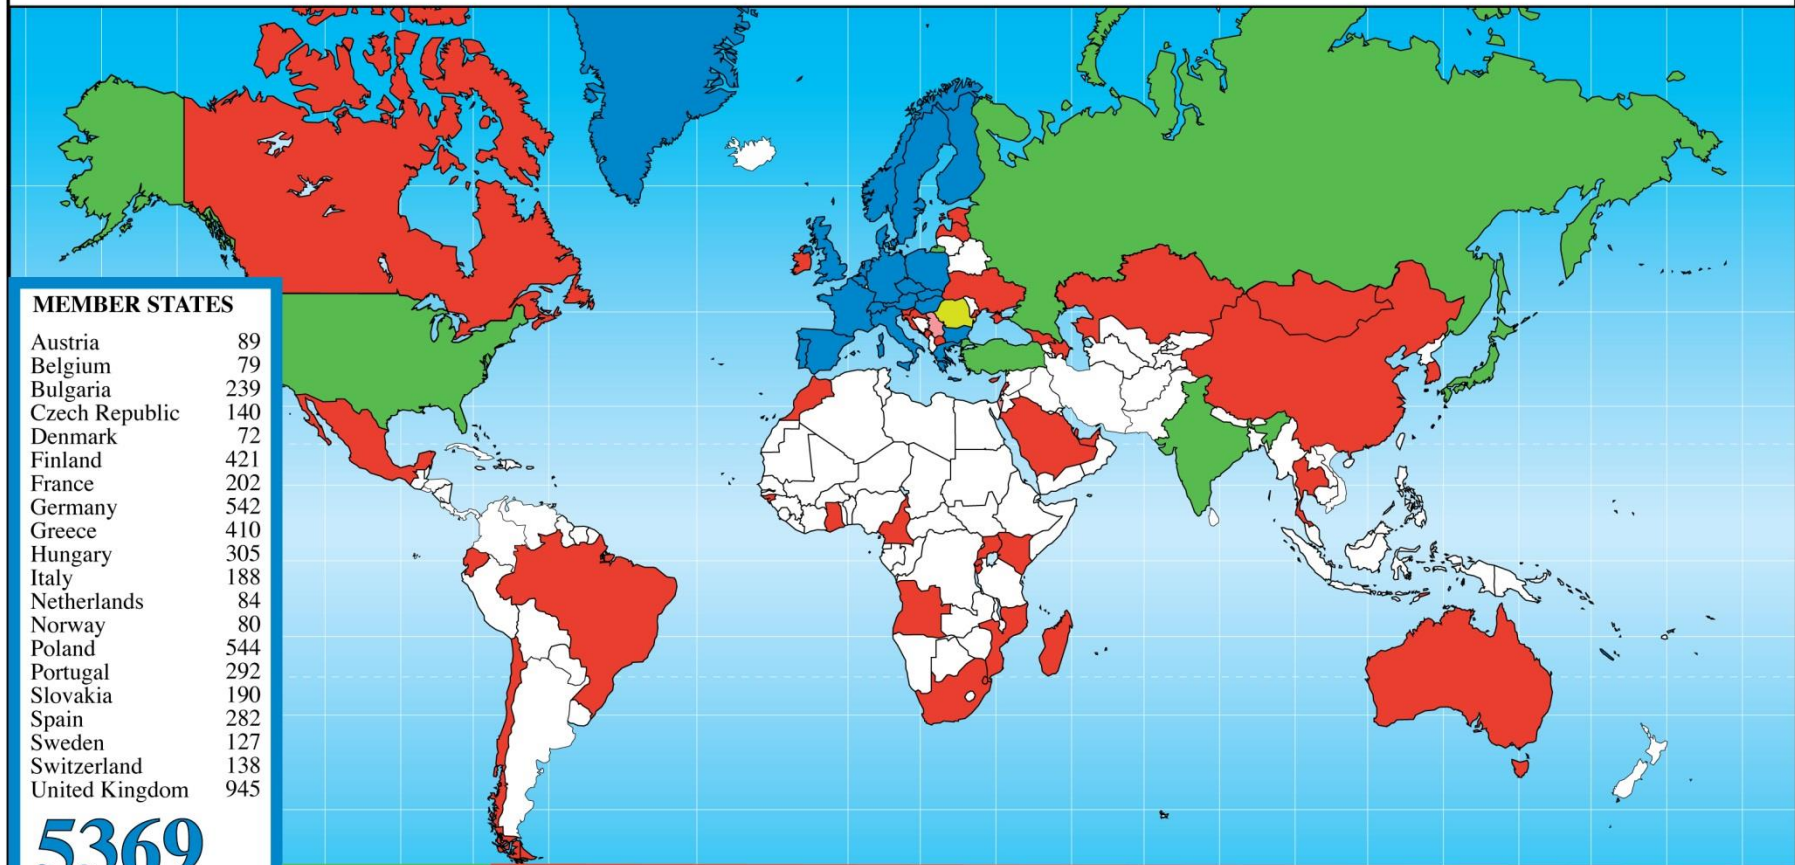 MEMBER STATES
Austria 89
Belgium 79
Bulgaria 239
Czech Republic 140
Denmark 72
Finland 421
France 202
Germany 542
Greece 410
Hungary 305
Italy 188
Netherlands 84
Norway 80
Poland 544
Portugal 292
Slovakia 190
Spain 282
Sweden 127
Switzerland 138
United Kingdom 945
5369